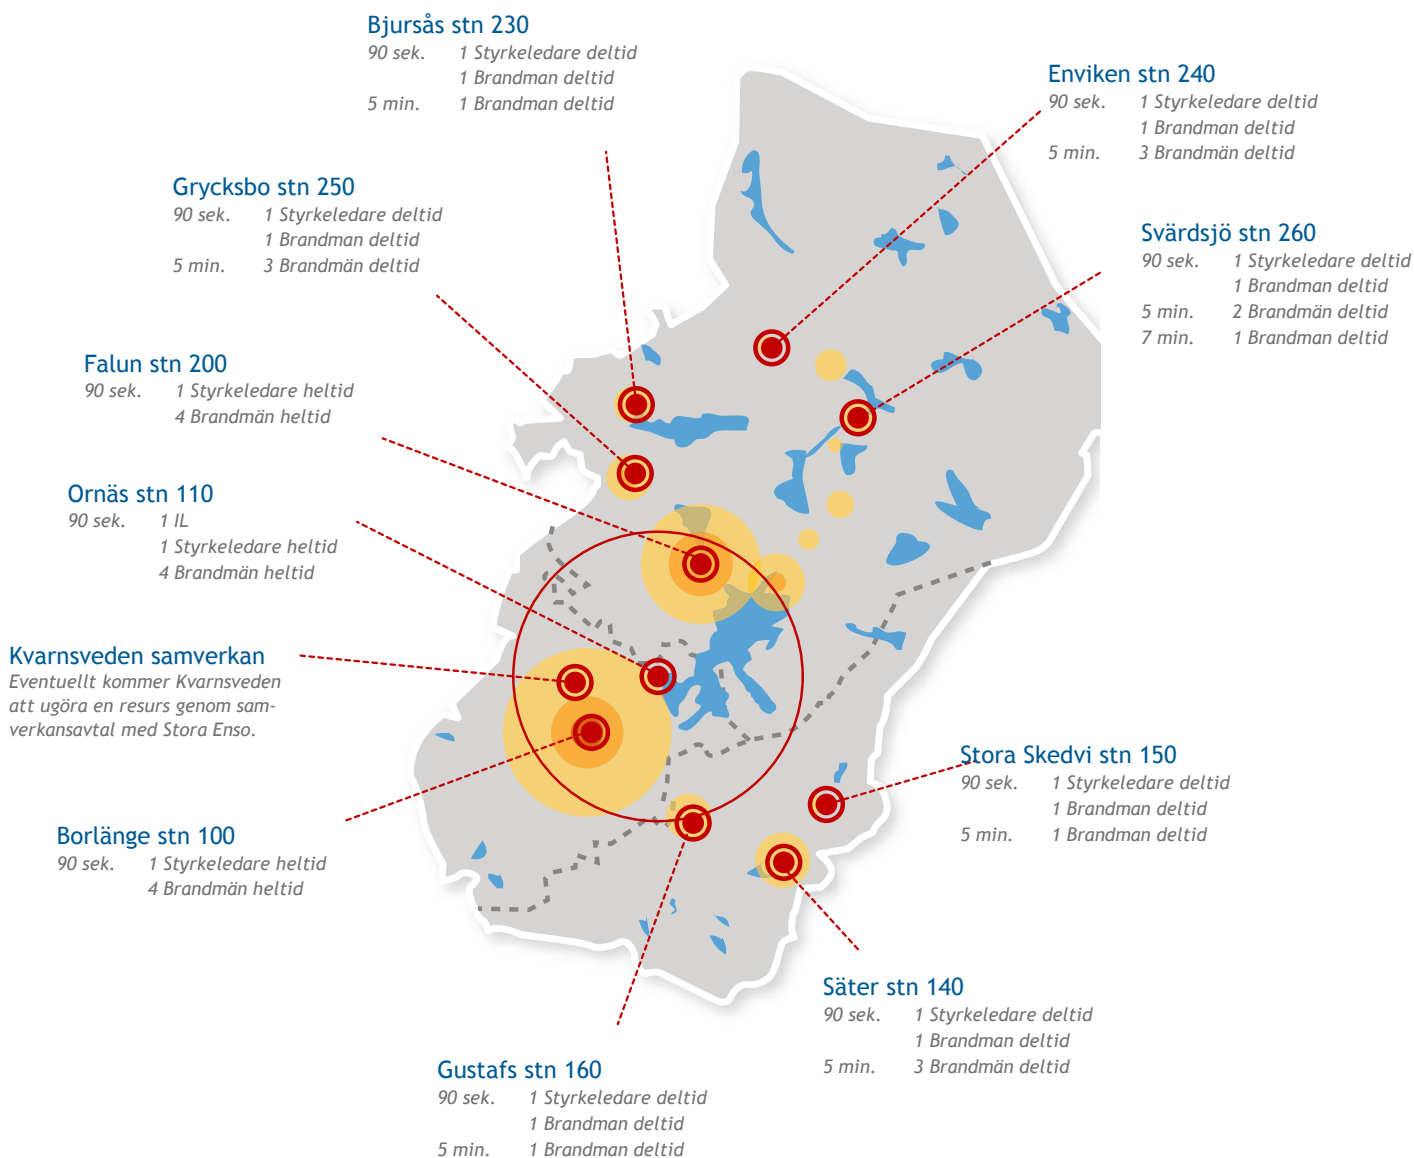 Bjursås stn 230
90 sek. 1 Styrkeledare deltid
1 Brandman deltid
5 min. 1 Brandman deltid
Enviken stn 240
90 sek. 1 Styrkeledare deltid
1 Brandman deltid
5 min. 3 Brandmän deltid
Grycksbo stn 250
90 sek. 1 Styrkeledare deltid
1 Brandman deltid
5 min. 3 Brandmän deltid
Svärdsjö stn 260
90 sek. 1 Styrkeledare deltid
1 Brandman deltid
5 min. 2 Brandmän deltid
7 min. 1 Brandman deltid
Falun stn 200
90 sek. 1 Styrkeledare heltid
4 Brandmän heltid
Ornäs stn 110
90 sek. 1 IL
1 Styrkeledare heltid
4 Brandmän heltid
Kvarnsveden samverkan
Eventuellt kommer Kvarnsveden
att ugöra en resurs genom sam-
verkansavtal med Stora Enso.
Stora Skedvi stn 150
90 sek. 1 Styrkeledare deltid
1 Brandman deltid
5 min. 1 Brandman deltid
Borlänge stn 100
90 sek. 1 Styrkeledare heltid
4 Brandmän heltid
Säter stn 140
90 sek. 1 Styrkeledare deltid
1 Brandman deltid
5 min. 3 Brandmän deltid
Gustafs stn 160
90 sek. 1 Styrkeledare deltid
1 Brandman deltid
5 min. 1 Brandman deltid